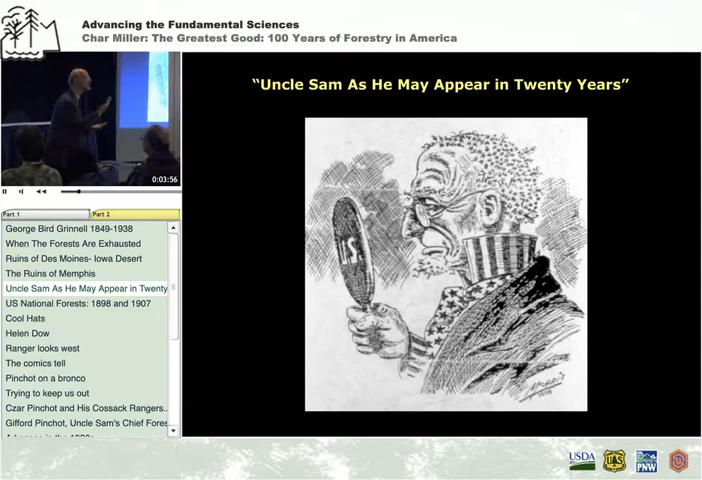 Advancing the Fundamental Sciences
Char Miller: The Greatest Good: 100 Years of Forestry in America
0:03:56
Part 1
Part 2
George Bird Grinnell 1849-1938
When The Forests Are Exhausted
Ruins of Des Moines- Iowa Desert
The Ruins of Memphis
Uncle Sam As He May Appear in Twenty
US National Forests: 1898 and 1907
Cool Hats
Helen Dow
Ranger looks west
The comics tell
Pinchot on a bronco
Trying to keep us out
Czar Pinchot and His Cossack Rangers..
Gifford Pinchot, Uncle Sam's Chief Fores
“Uncle Sam As He May Appear in Twenty Years”
U.S.
USDA
U S
PNW